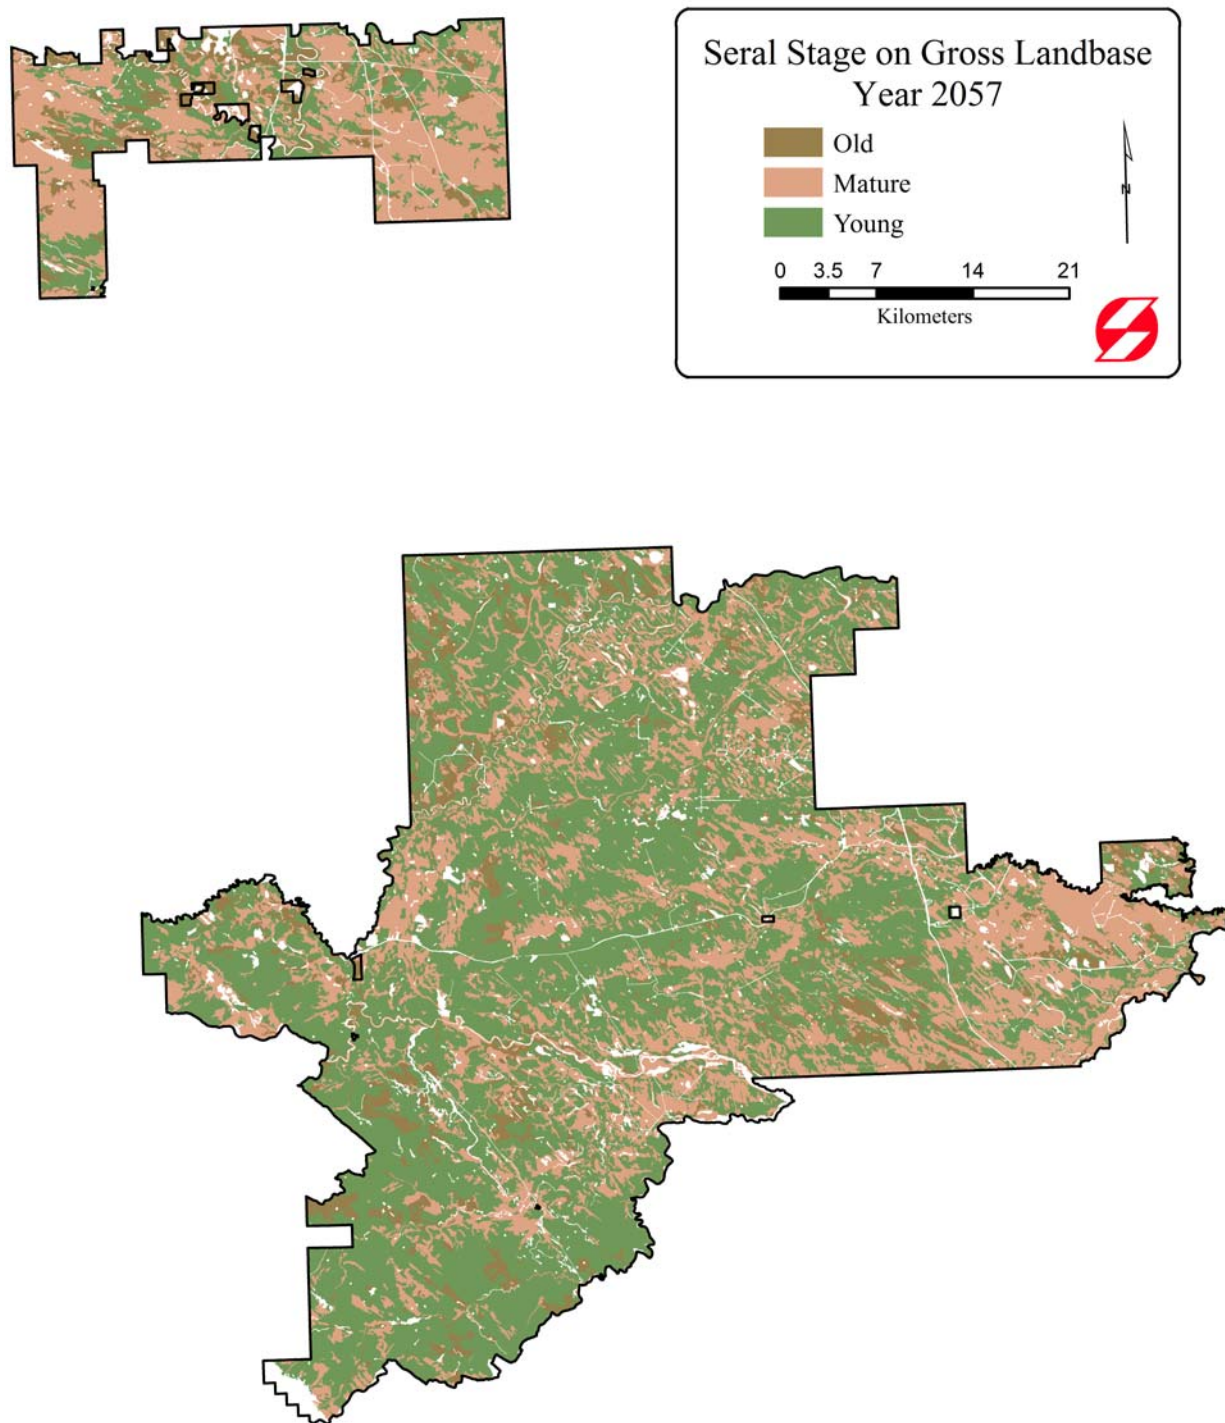 Seral Stage on Gross Landbase
Year 2057
Old
Mature
Young
N
0 3.5 7 14 21
Kilometers